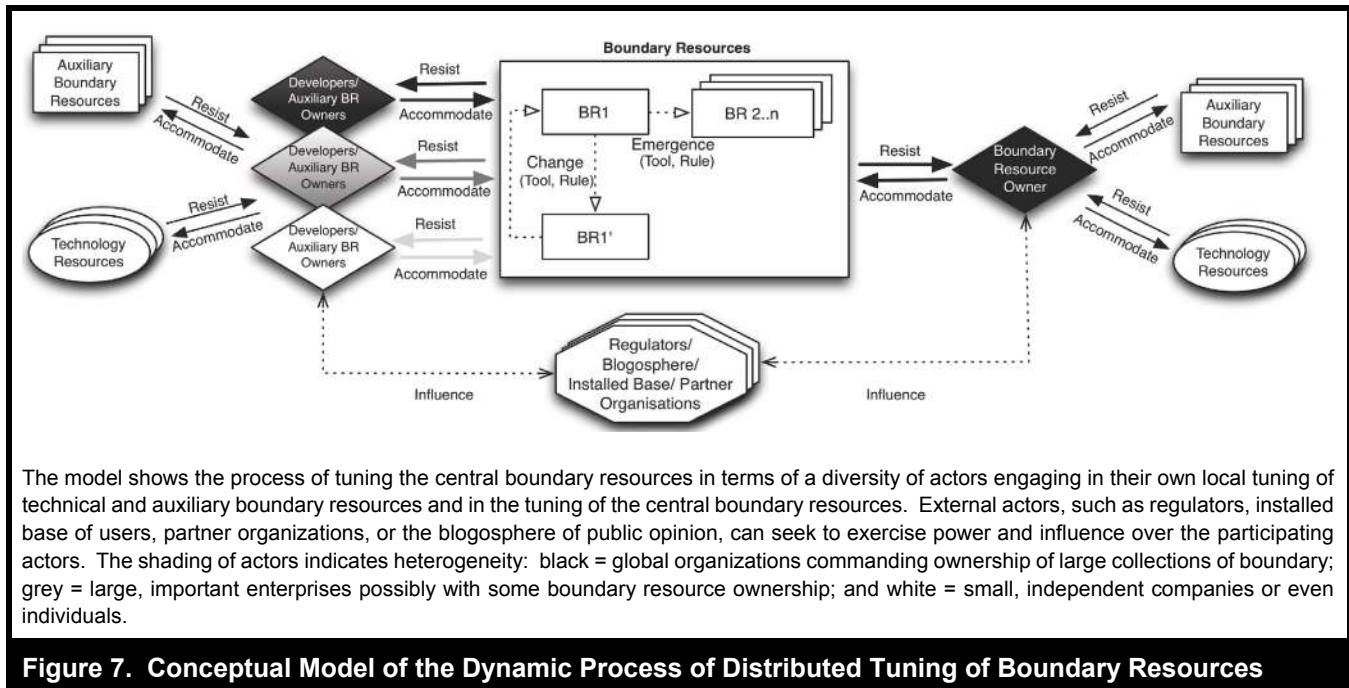 Boundary Resources
Auxiliary
Boundary
Resources
Resist
Accommodate
Technology
Resources
Resist
Accommodate
Developers/
Auxiliary BR
Owners
Developers/
Auxiliary BR
Owners
Developers/
Auxiliary BR
Owners
Resist
Accommodate
Resist
Accommodate
Resist
Accommodate
BR1
BR 2..n
Emergence
(Tool, Rule)
Change
(Tool, Rule)
BR1'
Resist
Accommodate
Boundary
Resource
Owner
Resist
Accommodate
Auxiliary
Boundary
Resources
Resist
Accommodate
Technology
Resources
Regulators/
Blogosphere/
Installed Base/ Partner
Organisations
Influence
Influence
The model shows the process of tuning the central boundary resources in terms of a diversity of actors engaging in their own local tuning of
technical and auxiliary boundary resources and in the tuning of the central boundary resources. External actors, such as regulators, installed
base of users, partner organizations, or the blogosphere of public opinion, can seek to exercise power and influence over the participating
actors. The shading of actors indicates heterogeneity: black = global organizations commanding ownership of large collections of boundary;
grey = large, important enterprises possibly with some boundary resource ownership; and white = small, independent companies or even
individuals.
Figure 7. Conceptual Model of the Dynamic Process of Distributed Tuning of Boundary Resources